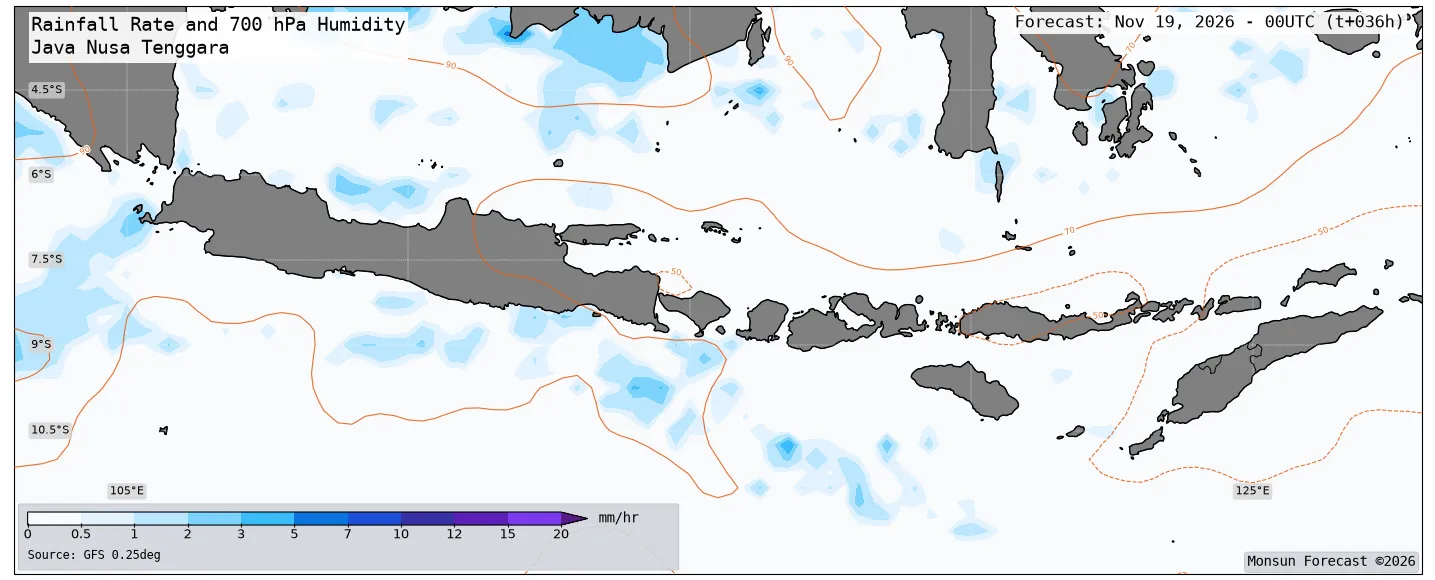 Rainfall Rate and 700 hPa Humidity
Java Nusa Tenggara
Forecast: Nov 19, 2026 - 00UTC (t+036h)
70
90
90
4.5°S
90
6°S
70
50
7.5°S
50
50
9°S
10.5°S
105°E
125°E
mm/hr
0 0.5 1 2 3 5 7 10 12 15 20
Source: GFS 0.25deg
Monsun Forecast ©2026